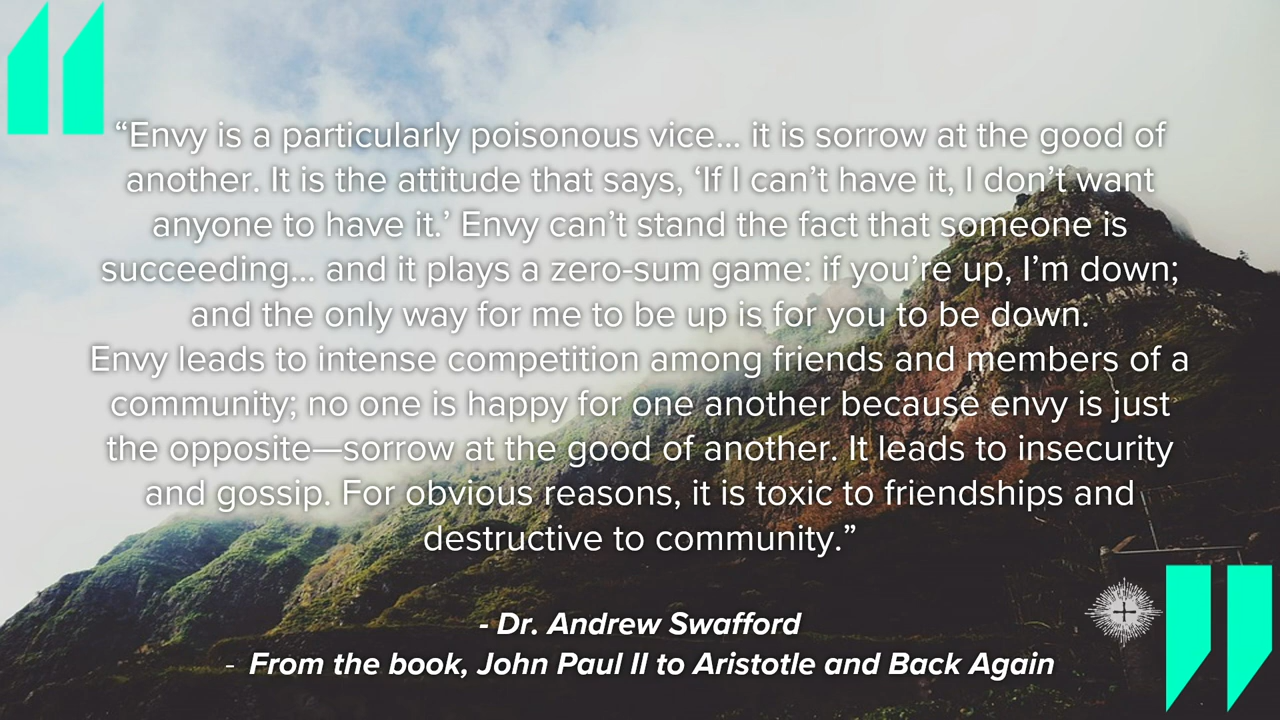 “Envy is a particularly poisonous vice... it is sorrow at the good of
another. It is the attitude that says, ‘If I can’t have it, I don’t want
anyone to have it.’ Envy can’t stand the fact that someone is
succeeding... and it plays a zero-sum game: if you’re up, I’m down;
and the only way for me to be up is for you to be down.
Envy leads to intense competition among friends and members of a
community; no one is happy for one another because envy is just
the opposite—sorrow at the good of another. It leads to insecurity
and gossip. For obvious reasons, it is toxic to friendships and
destructive to community.”
- Dr. Andrew Swafford
- From the book, John Paul II to Aristotle and Back Again